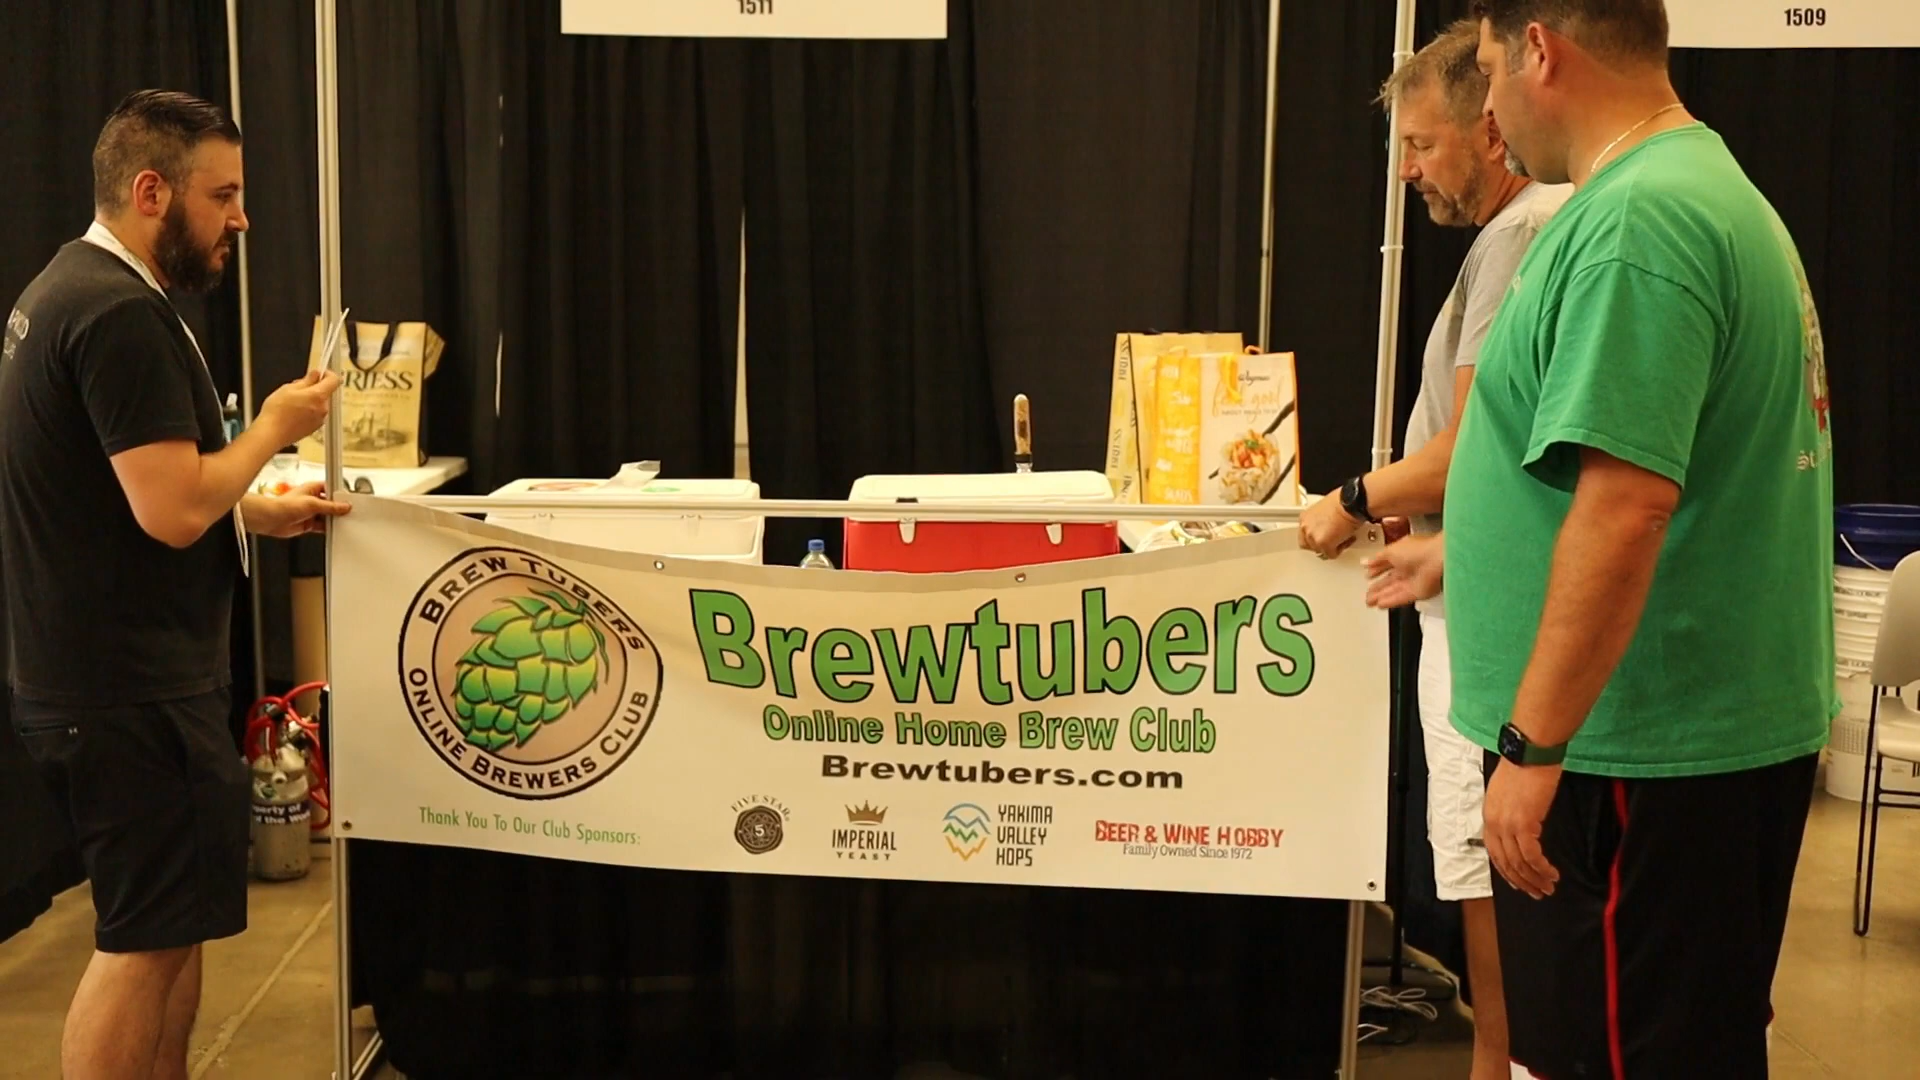 1511
1509
BRIESS
BREW TUBERS
ONLINE BREWERS CLUB
Brewtubers
Online Home Brew Club
Brewtubers.com
Thank You To Our Club Sponsors:
FIVE STAR
5
IMPERIAL
YEAST
YAKIMA
VALLEY
HOPS
BEER & WINE HOBBY
Family Owned Since 1972